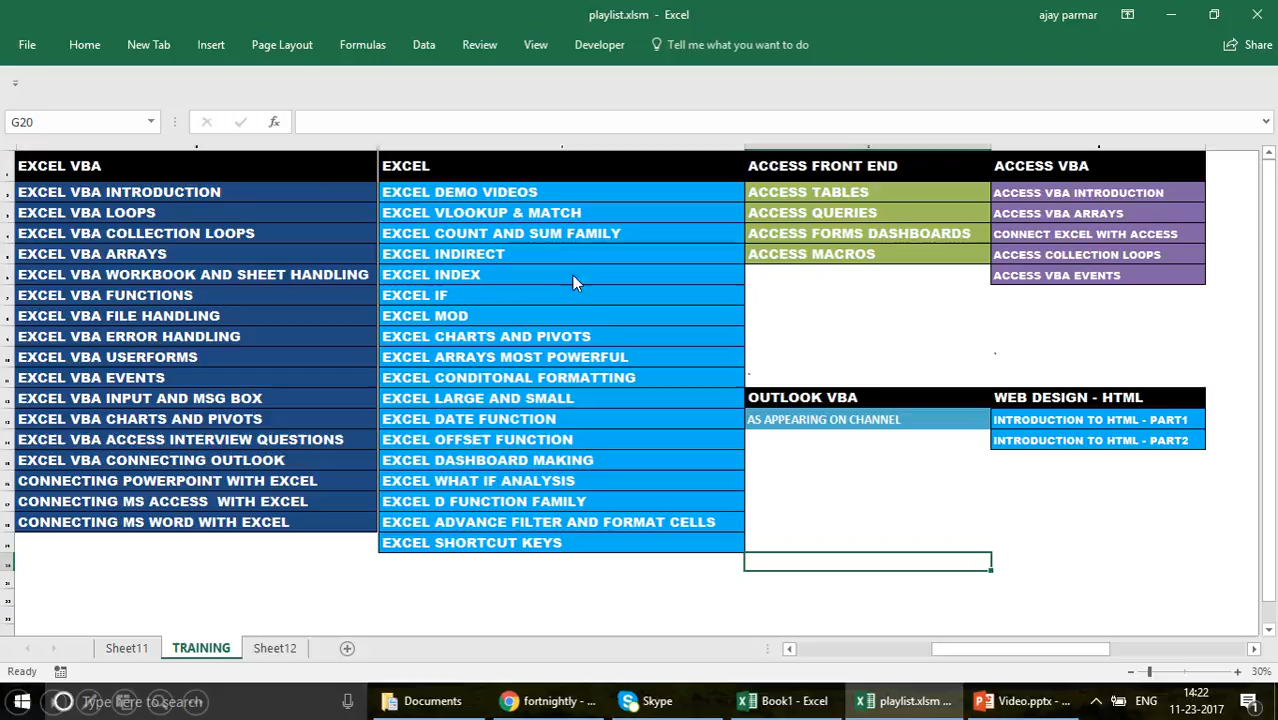 playlist.xlsm - Excel
ajay parmar
File Home New Tab Insert Page Layout Formulas Data Review View Developer Tell me what you want to do Share
G20
EXCEL VBA
EXCEL VBA INTRODUCTION
EXCEL VBA LOOPS
EXCEL VBA COLLECTION LOOPS
EXCEL VBA ARRAYS
EXCEL VBA WORKBOOK AND SHEET HANDLING
EXCEL VBA FUNCTIONS
EXCEL VBA FILE HANDLING
EXCEL VBA ERROR HANDLING
EXCEL VBA USERFORMS
EXCEL VBA EVENTS
EXCEL VBA INPUT AND MSG BOX
EXCEL VBA CHARTS AND PIVOTS
EXCEL VBA ACCESS INTERVIEW QUESTIONS
EXCEL VBA CONNECTING OUTLOOK
CONNECTING POWERPOINT WITH EXCEL
CONNECTING MS ACCESS WITH EXCEL
CONNECTING MS WORD WITH EXCEL
EXCEL
EXCEL DEMO VIDEOS
EXCEL VLOOKUP & MATCH
EXCEL COUNT AND SUM FAMILY
EXCEL INDIRECT
EXCEL INDEX
EXCEL IF
EXCEL MOD
EXCEL CHARTS AND PIVOTS
EXCEL ARRAYS MOST POWERFUL
EXCEL CONDITONAL FORMATTING
EXCEL LARGE AND SMALL
EXCEL DATE FUNCTION
EXCEL OFFSET FUNCTION
EXCEL DASHBOARD MAKING
EXCEL WHAT IF ANALYSIS
EXCEL D FUNCTION FAMILY
EXCEL ADVANCE FILTER AND FORMAT CELLS
EXCEL SHORTCUT KEYS
ACCESS FRONT END
ACCESS TABLES
ACCESS QUERIES
ACCESS FORMS DASHBOARDS
ACCESS MACROS
ACCESS VBA
ACCESS VBA INTRODUCTION
ACCESS VBA ARRAYS
CONNECT EXCEL WITH ACCESS
ACCESS COLLECTION LOOPS
ACCESS VBA EVENTS
OUTLOOK VBA
AS APPEARING ON CHANNEL
WEB DESIGN - HTML
INTRODUCTION TO HTML - PART1
INTRODUCTION TO HTML - PART2
Sheet11 TRAINING Sheet12
Ready
30%
Type here to search
Documents
fortnightly - ...
Skype
Book1 - Excel
playlist.xlsm ...
Video.pptx - ...
ENG
14:22
11-23-2017
1